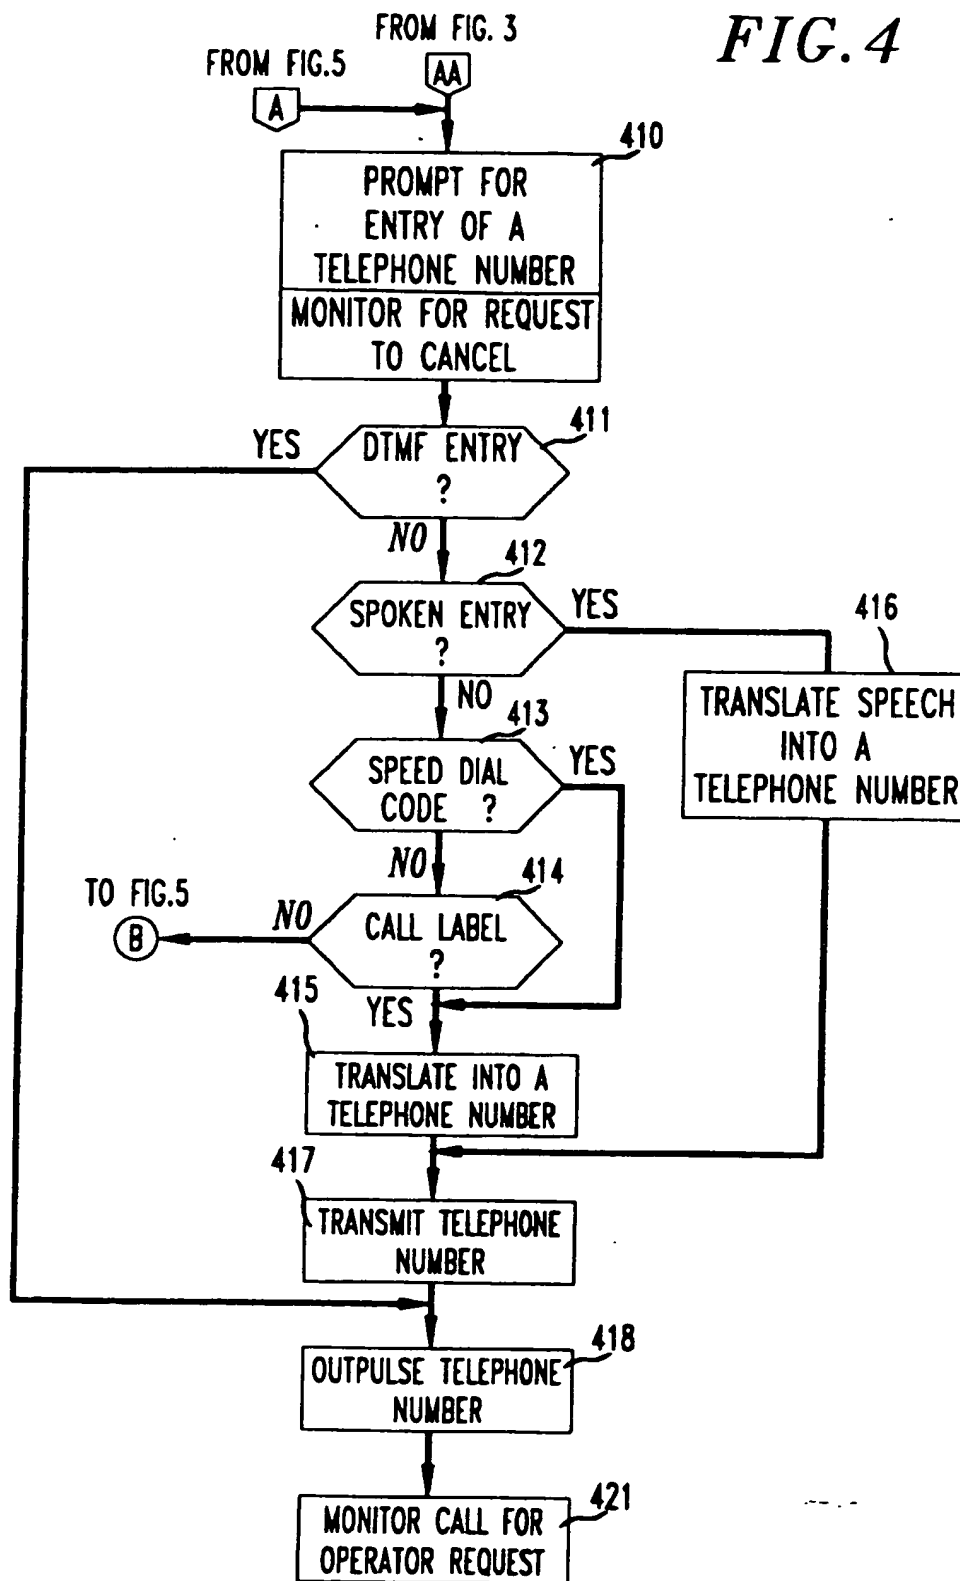 FROM FIG. 3
FIG. 4
FROM FIG.5
AA
A
410
PROMPT FOR
ENTRY OF A
TELEPHONE NUMBER
MONITOR FOR REQUEST
TO CANCEL
411
YES
DTMF ENTRY
?
NO
412
SPOKEN ENTRY
?
YES
416
NO
TRANSLATE SPEECH
INTO A
TELEPHONE NUMBER
413
SPEED DIAL
CODE ?
YES
NO
414
TO FIG.5
B
NO
CALL LABEL
?
415
YES
TRANSLATE INTO A
TELEPHONE NUMBER
417
TRANSMIT TELEPHONE
NUMBER
418
OUTPULSE TELEPHONE
NUMBER
421
MONITOR CALL FOR
OPERATOR REQUEST